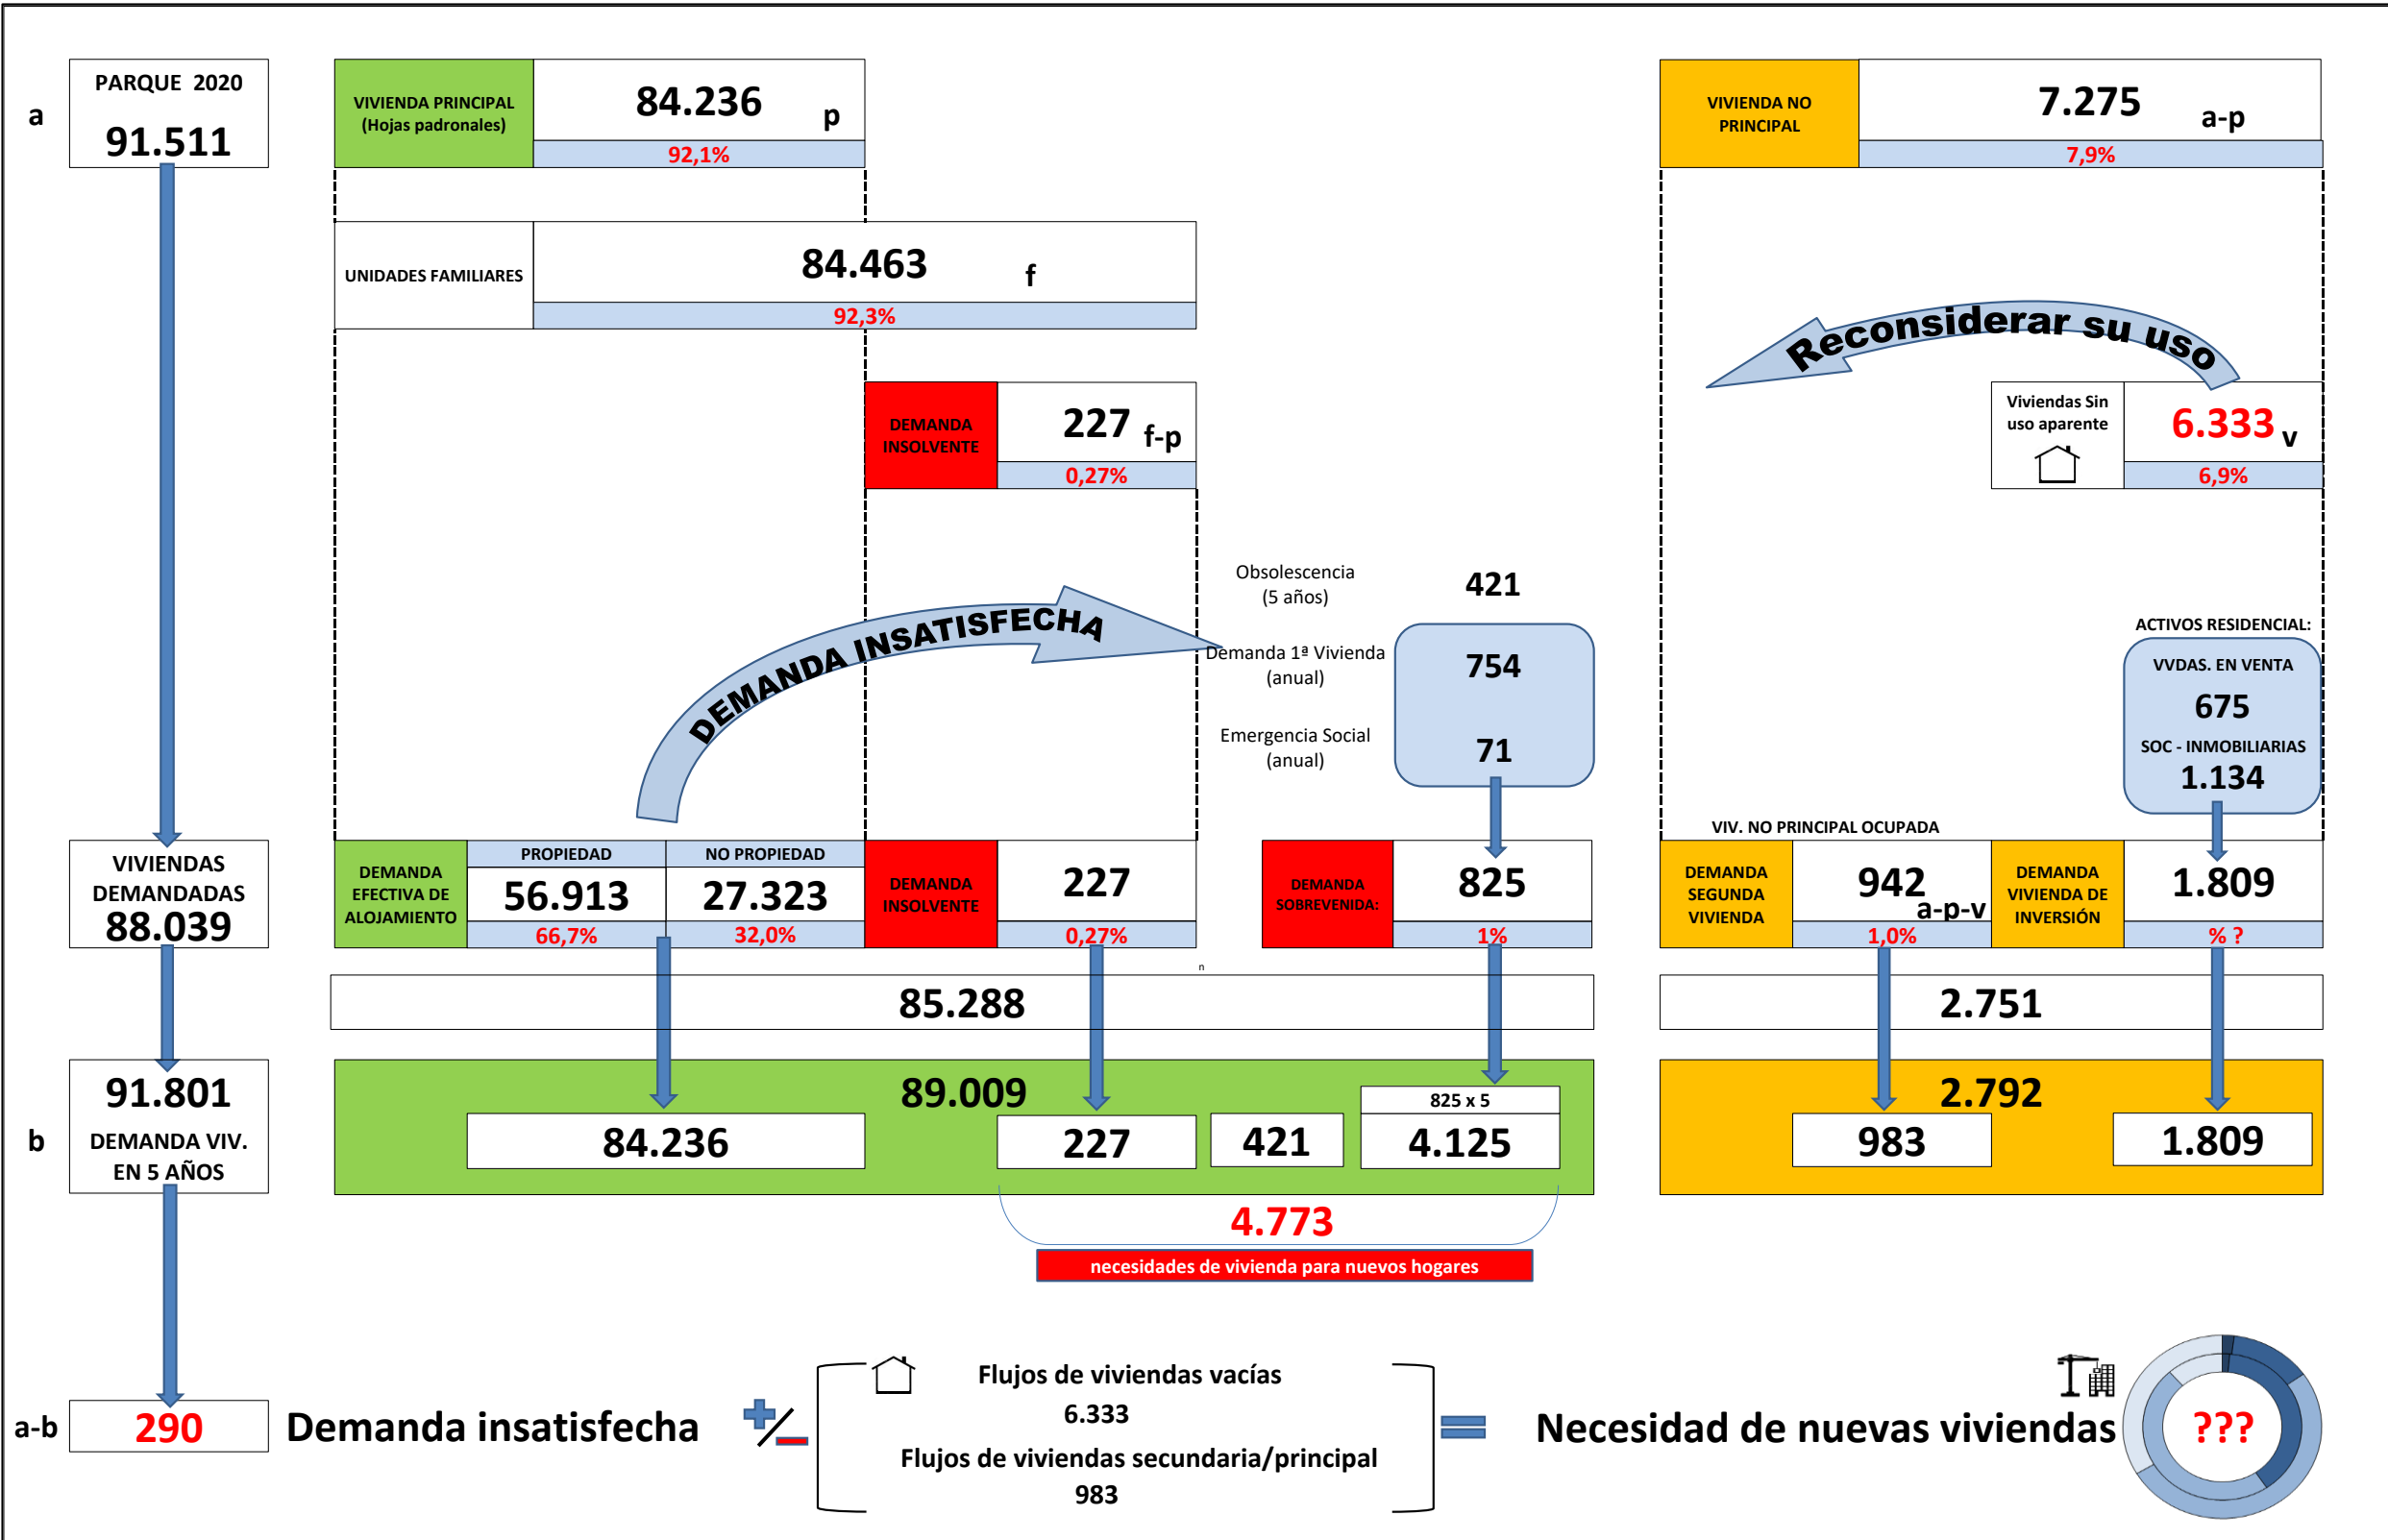 a
PARQUE 2020
91.511
VIVIENDA PRINCIPAL
(Hojas padronales)
84.236 p
92,1%
VIVIENDA NO
PRINCIPAL
7.275 a-p
7,9%
UNIDADES FAMILIARES
84.463 f
92,3%
Reconsiderar su uso
DEMANDA
INSOLVENTE
227 f-p
0,27%
Viviendas Sin
uso aparente
6.333 v
6,9%
Obsolescencia
(5 años)
421
DEMANDA INSATISFECHA
Demanda 1ª Vivienda
(anual)
754
Emergencia Social
(anual)
71
ACTIVOS RESIDENCIAL:
VVDAS. EN VENTA
675
SOC - INMOBILIARIAS
1.134
VIVIENDAS
DEMANDADAS
88.039
DEMANDA
EFECTIVA DE
ALOJAMIENTO
PROPIEDAD
56.913
66,7%
NO PROPIEDAD
27.323
32,0%
DEMANDA
INSOLVENTE
227
0,27%
DEMANDA
SOBREVENIDA:
825
1%
VIV. NO PRINCIPAL OCUPADA
DEMANDA
SEGUNDA
VIVIENDA
942
a-p-v
1,0%
DEMANDA
VIVIENDA DE
INVERSIÓN
1.809
% ?
n
85.288
2.751
b
91.801
DEMANDA VIV.
EN 5 AÑOS
89.009
84.236
227
421
825 x 5
4.125
2.792
983
1.809
4.773
necesidades de vivienda para nuevos hogares
a-b
290
Demanda insatisfecha
+/-
Flujos de viviendas vacías
6.333
Flujos de viviendas secundaria/principal
983
=
Necesidad de nuevas viviendas
???